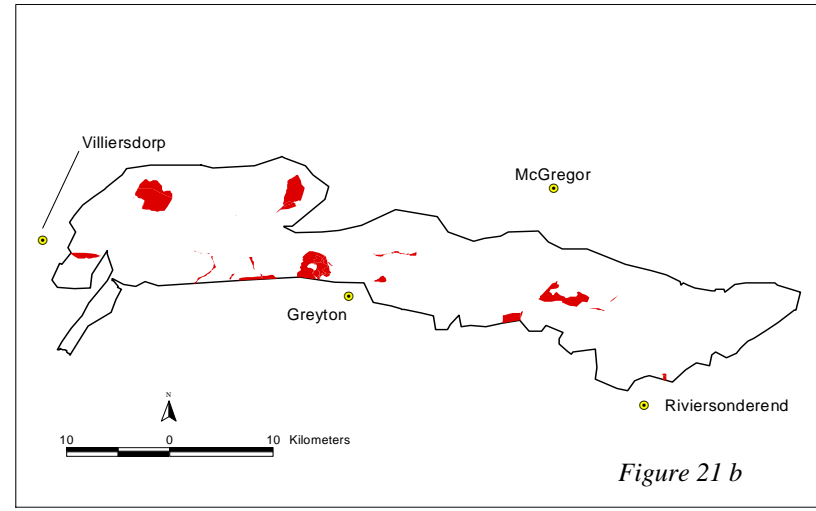 Villiersdorp
McGregor
Greyton
Riviersonderend
N
10 0 10 Kilometers
Figure 21 b